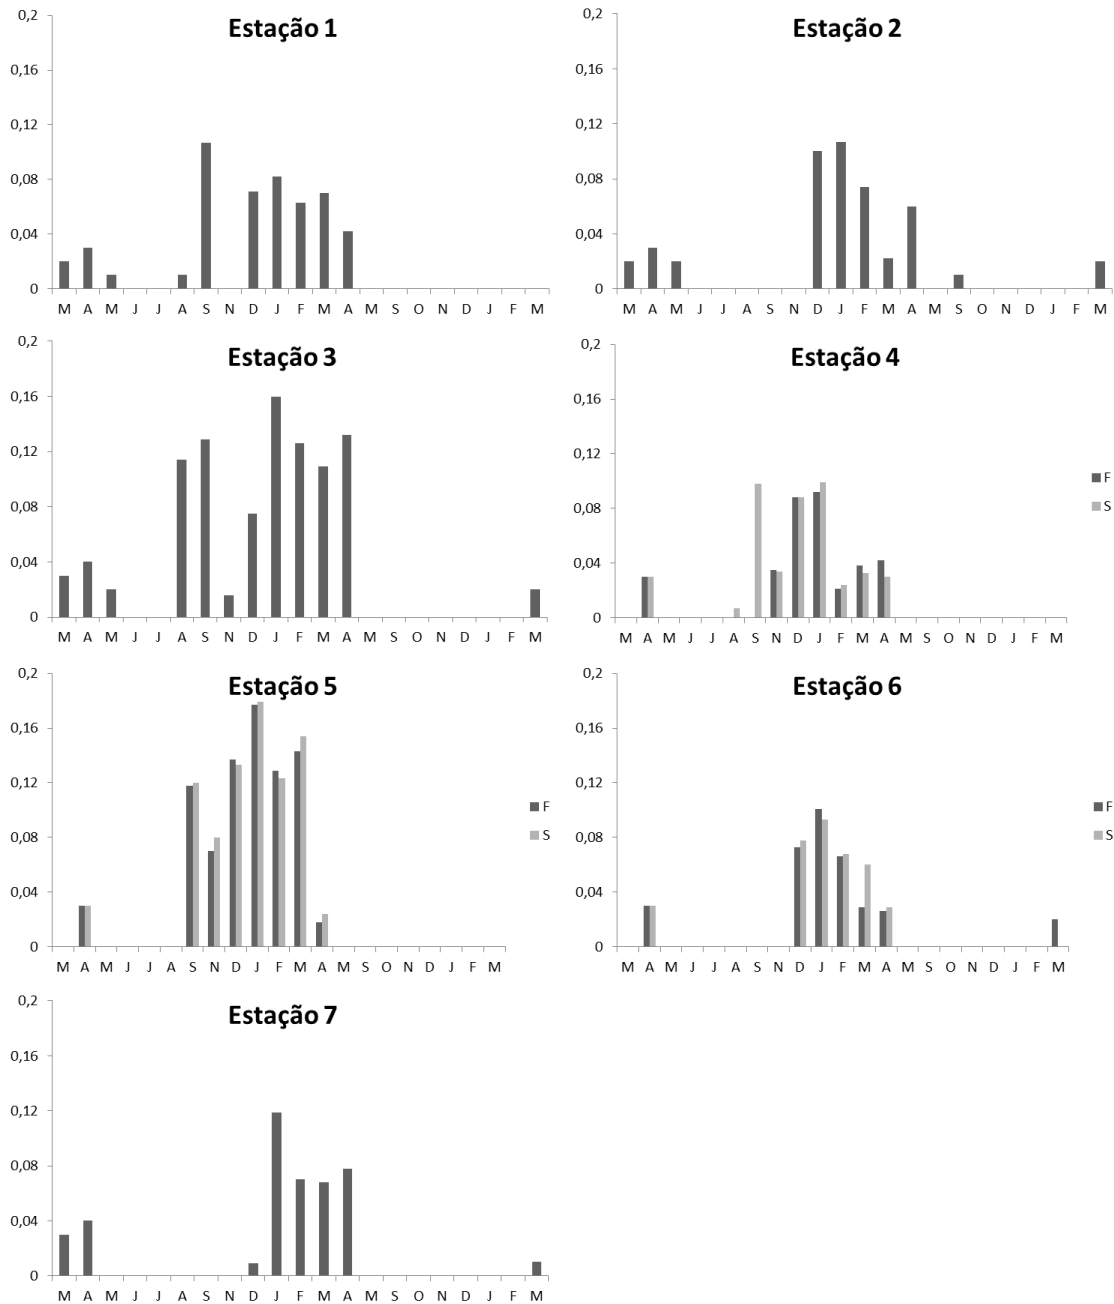 Estação 1
0,2
0,16
0,12
0,08
0,04
0
M A M J J A S N D J F M A M S O N D J F M
Estação 2
0,2
0,16
0,12
0,08
0,04
0
M A M J J A S N D J F M A M S O N D J F M
Estação 3
0,2
0,16
0,12
0,08
0,04
0
M A M J J A S N D J F M A M S O N D J F M
Estação 4
0,2
0,16
0,12
0,08
0,04
0
M A M J J A S N D J F M A M S O N D J F M
F
S
Estação 5
0,2
0,16
0,12
0,08
0,04
0
M A M J J A S N D J F M A M S O N D J F M
F
S
Estação 6
0,2
0,16
0,12
0,08
0,04
0
M A M J J A S N D J F M A M S O N D J F M
F
S
Estação 7
0,2
0,16
0,12
0,08
0,04
0
M A M J J A S N D J F M A M S O N D J F M